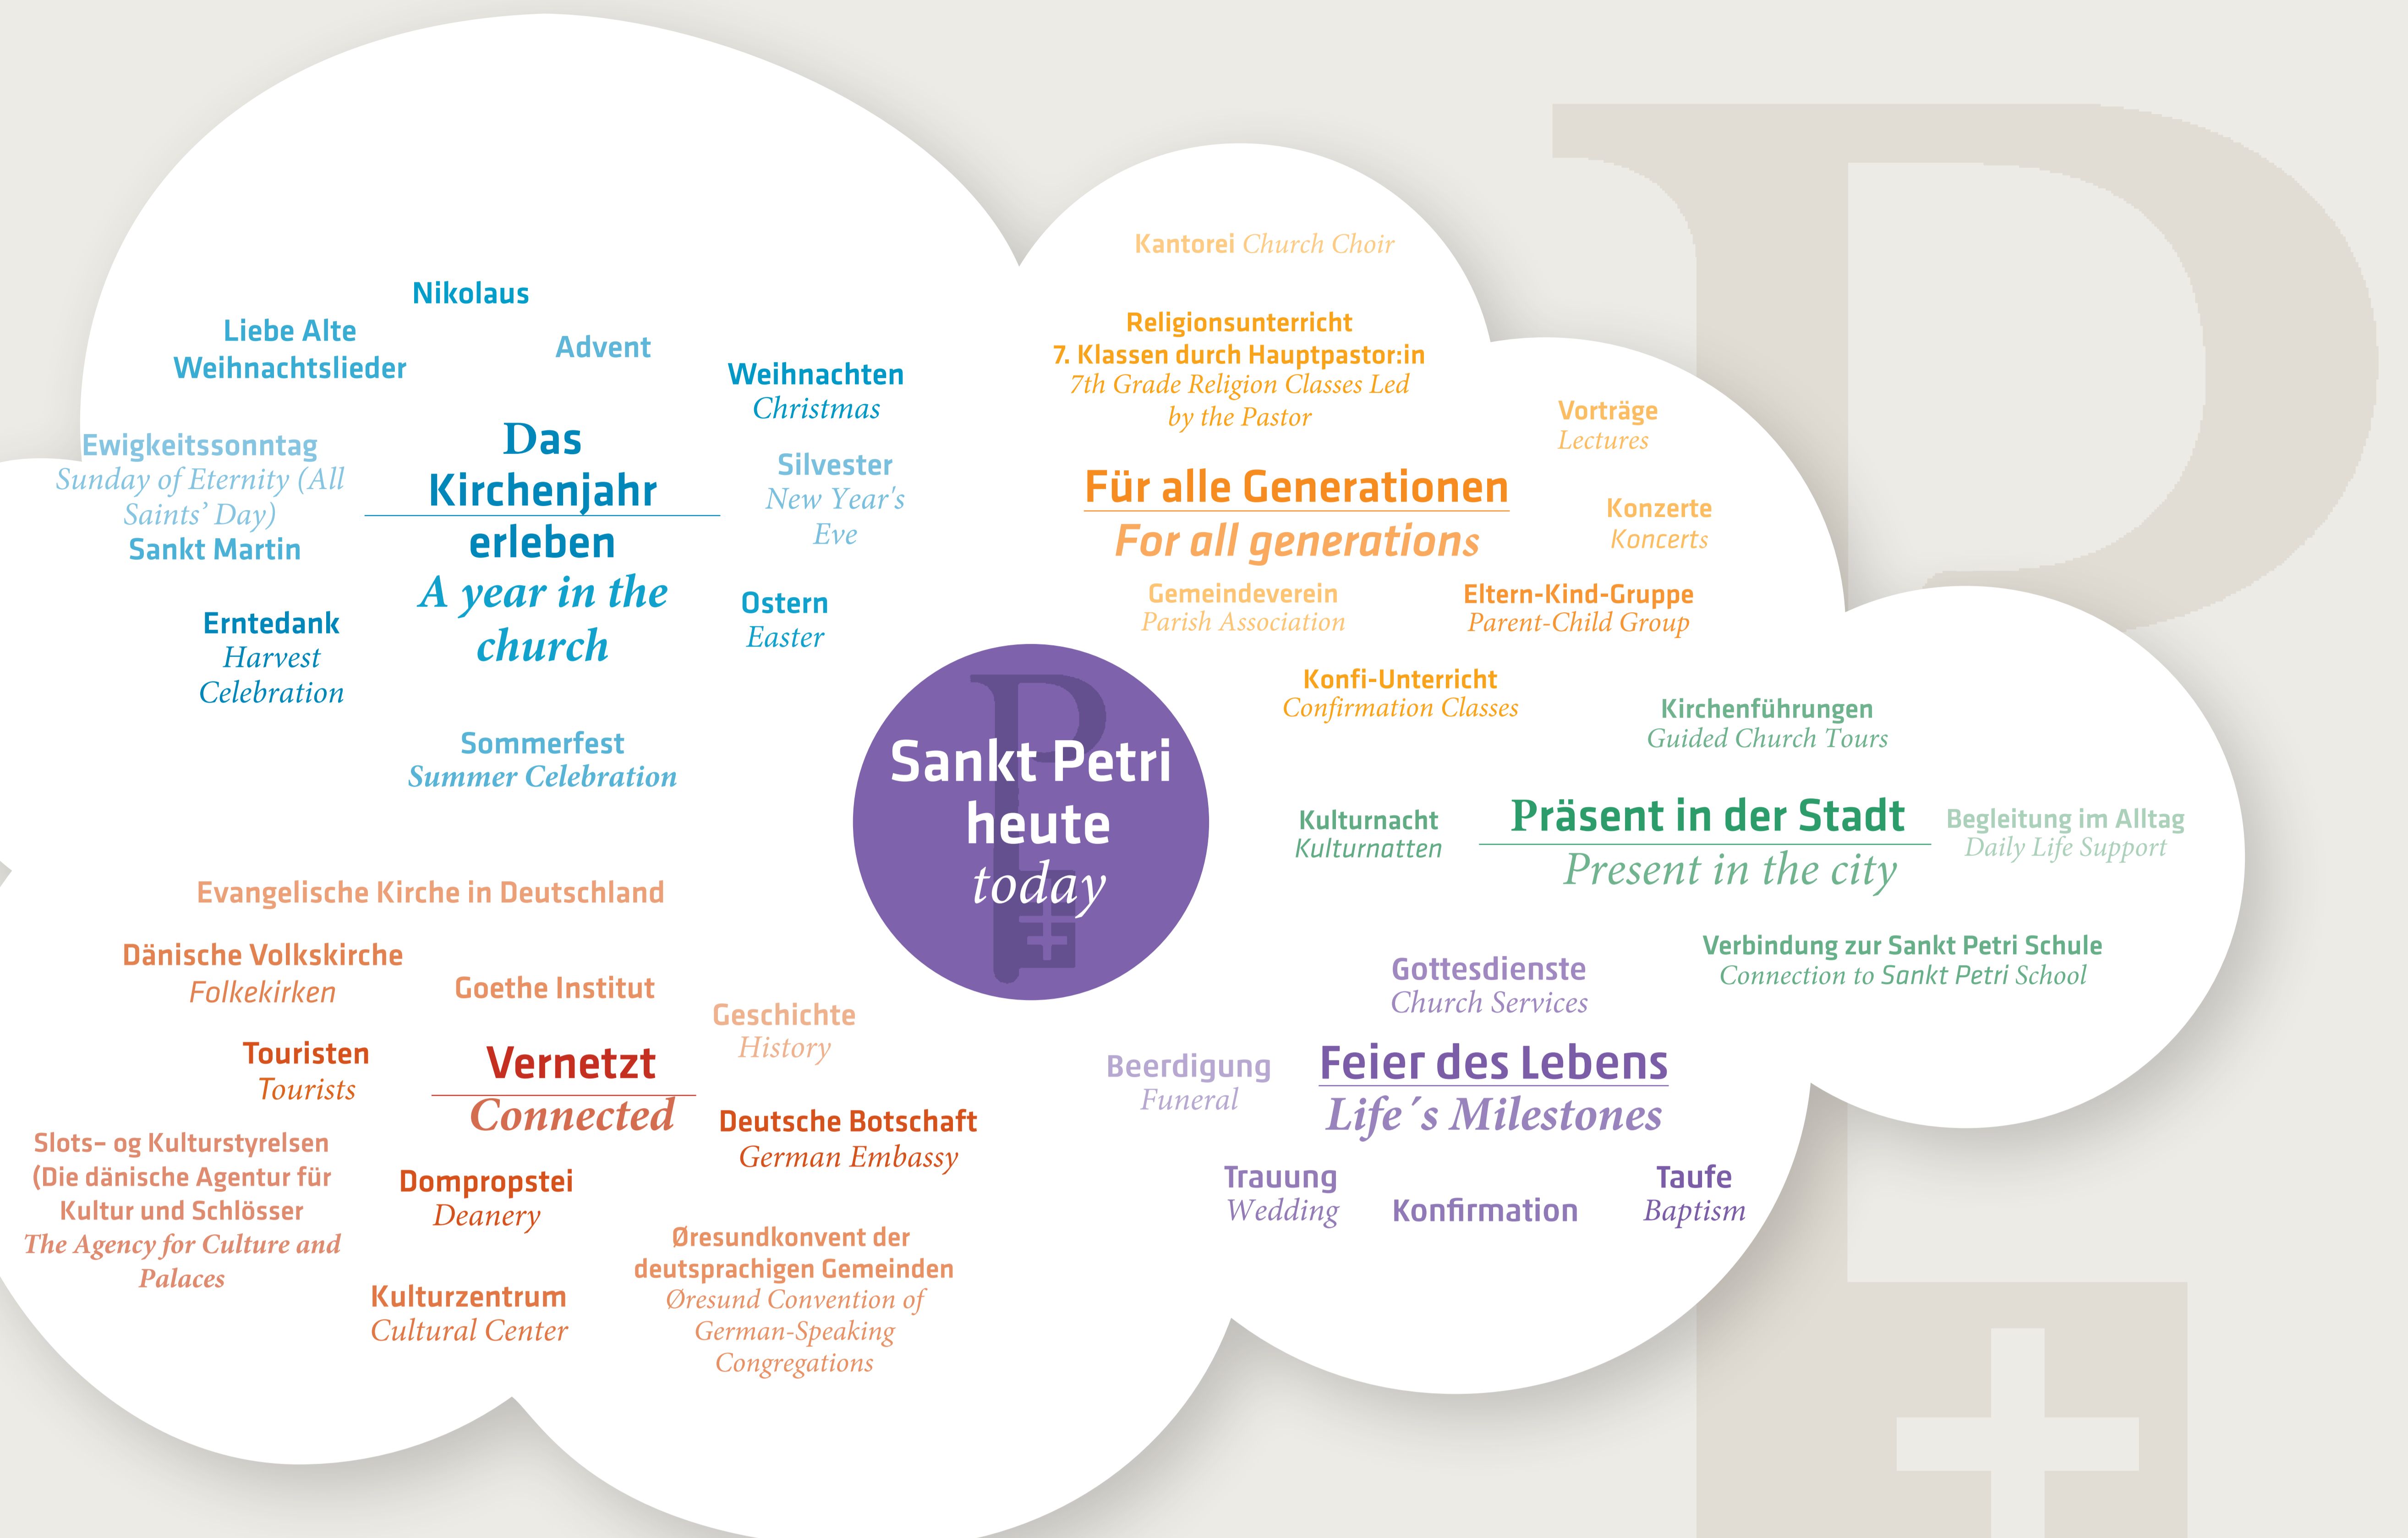 Nikolaus
Liebe Alte
Weihnachtslieder
Advent
Weihnachten
Christmas
Ewigkeitssonntag
Sunday of Eternity (All
Saints’ Day)
Sankt Martin
Das
Kirchenjahr
erleben
A year in the
church
Silvester
New Year's
Eve
Erntedank
Harvest
Celebration
Ostern
Easter
Sommerfest
Summer Celebration
Kantorei Church Choir
Religionsunterricht
7. Klassen durch Hauptpastor:in
7th Grade Religion Classes Led
by the Pastor
Vorträge
Lectures
Für alle Generationen
For all generations
Konzerte
Koncerts
Gemeindeverein
Parish Association
Eltern-Kind-Gruppe
Parent-Child Group
Konfi-Unterricht
Confirmation Classes
Sankt Petri
heute
today
Kirchenführungen
Guided Church Tours
Kulturnacht
Kulturnatten
Präsent in der Stadt
Present in the city
Begleitung im Alltag
Daily Life Support
Verbindung zur Sankt Petri Schule
Connection to Sankt Petri School
Evangelische Kirche in Deutschland
Dänische Volkskirche
Folkekirken
Goethe Institut
Geschichte
History
Touristen
Tourists
Vernetzt
Connected
Deutsche Botschaft
German Embassy
Slots– og Kulturstyrelsen
(Die dänische Agentur für
Kultur und Schlösser
The Agency for Culture and
Palaces
Dompropstei
Deanery
Kulturzentrum
Cultural Center
Øresundkonvent der
deutsprachigen Gemeinden
Øresund Convention of
German-Speaking
Congregations
Gottesdienste
Church Services
Beerdigung
Funeral
Feier des Lebens
Life´s Milestones
Trauung
Wedding
Konfirmation
Taufe
Baptism